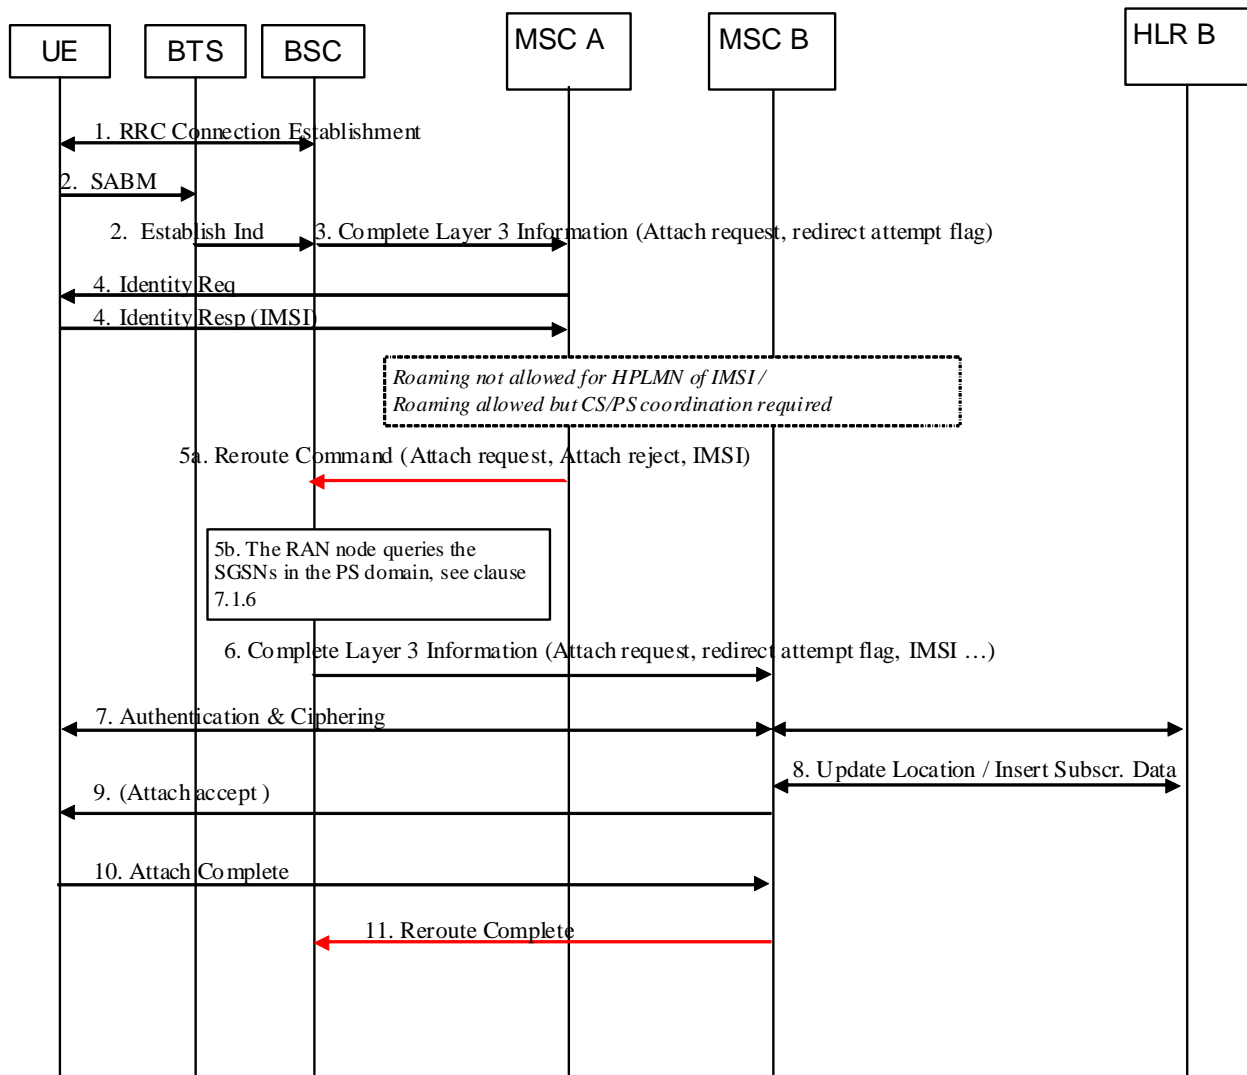 UE
BTS
BSC
MSC A
MSC B
HLR B
1. RRC Connection Establishment
2. SABM
2. Establish Ind
3. Complete Layer 3 Information (Attach request, redirect attempt flag)
4. Identity Req
4. Identity Resp (IMSI)
Roaming not allowed for HPLMN of IMSI /
Roaming allowed but CS/PS coordination required
5a. Reroute Command (Attach request, Attach reject, IMSI)
5b. The RAN node queries the
SGSNs in the PS domain, see clause
7.1.6
6. Complete Layer 3 Information (Attach request, redirect attempt flag, IMSI …)
7. Authentication & Ciphering
8. Update Location / Insert Subscr. Data
9. (Attach accept )
10. Attach Complete
11. Reroute Complete